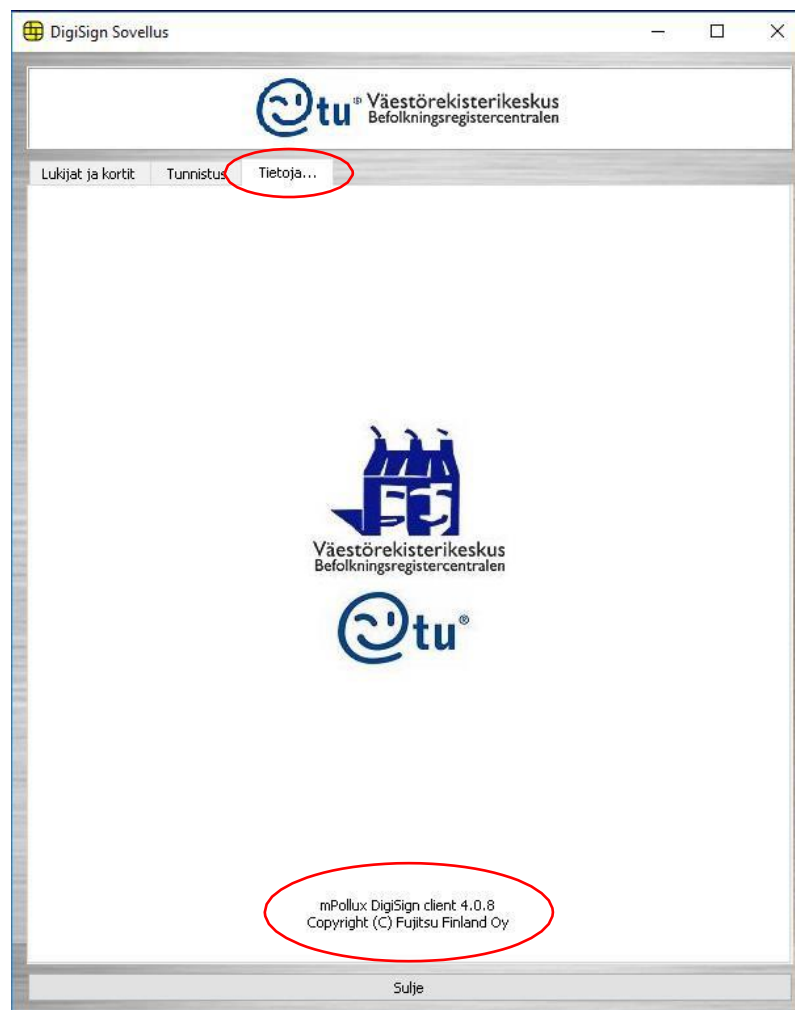 DigiSign Sovellus
tu® Väestörekisterikeskus
Befolkningsregistercentralen
Lukijat ja kortit Tunnistus Tietoja...
Väestörekisterikeskus
Befolkningsregistercentralen
tu®
mPollux DigiSign client 4.0.8
Copyright (C) Fujitsu Finland Oy
Sulje